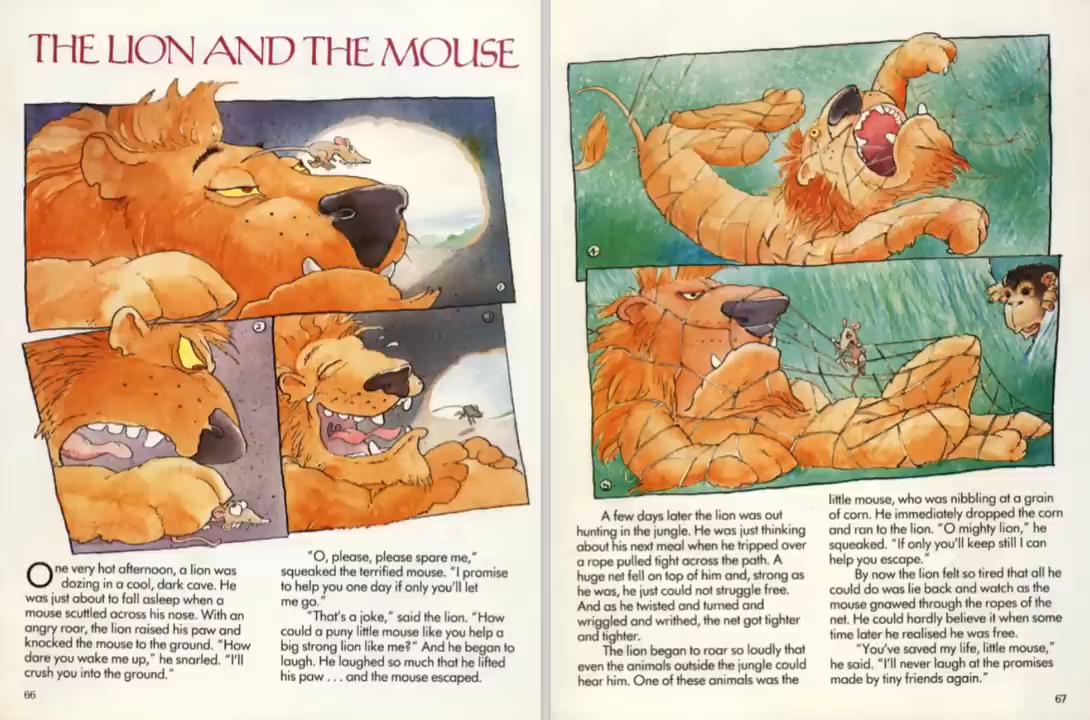 THE LION AND THE MOUSE
1
2
3
One very hot afternoon, a lion was
dozing in a cool, dark cave. He
was just about to fall asleep when a
mouse scuttled across his nose. With an
angry roar, the lion raised his paw and
knocked the mouse to the ground. "How
dare you wake me up," he snarled. "I'll
crush you into the ground."
"O, please, please spare me,"
squeaked the terrified mouse. "I promise
to help you one day if only you'll let
me go."
"That's a joke," said the lion. "How
could a puny little mouse like you help a
big strong lion like me?" And he began to
laugh. He laughed so much that he lifted
his paw . . . and the mouse escaped.
66
4
5
A few days later the lion was out
hunting in the jungle. He was just thinking
about his next meal when he tripped over
a rope pulled tight across the path. A
huge net fell on top of him and, strong as
he was, he just could not struggle free.
And as he twisted and turned and
wriggled and writhed, the net got tighter
and tighter.
The lion began to roar so loudly that
even the animals outside the jungle could
hear him. One of these animals was the
little mouse, who was nibbling at a grain
of corn. He immediately dropped the corn
and ran to the lion. "O mighty lion," he
squeaked. "If only you'll keep still I can
help you escape."
By now the lion felt so tired that all he
could do was lie back and watch as the
mouse gnawed through the ropes of the
net. He could hardly believe it when some
time later he realised he was free.
"You've saved my life, little mouse,"
he said. "I'll never laugh at the promises
made by tiny friends again."
67